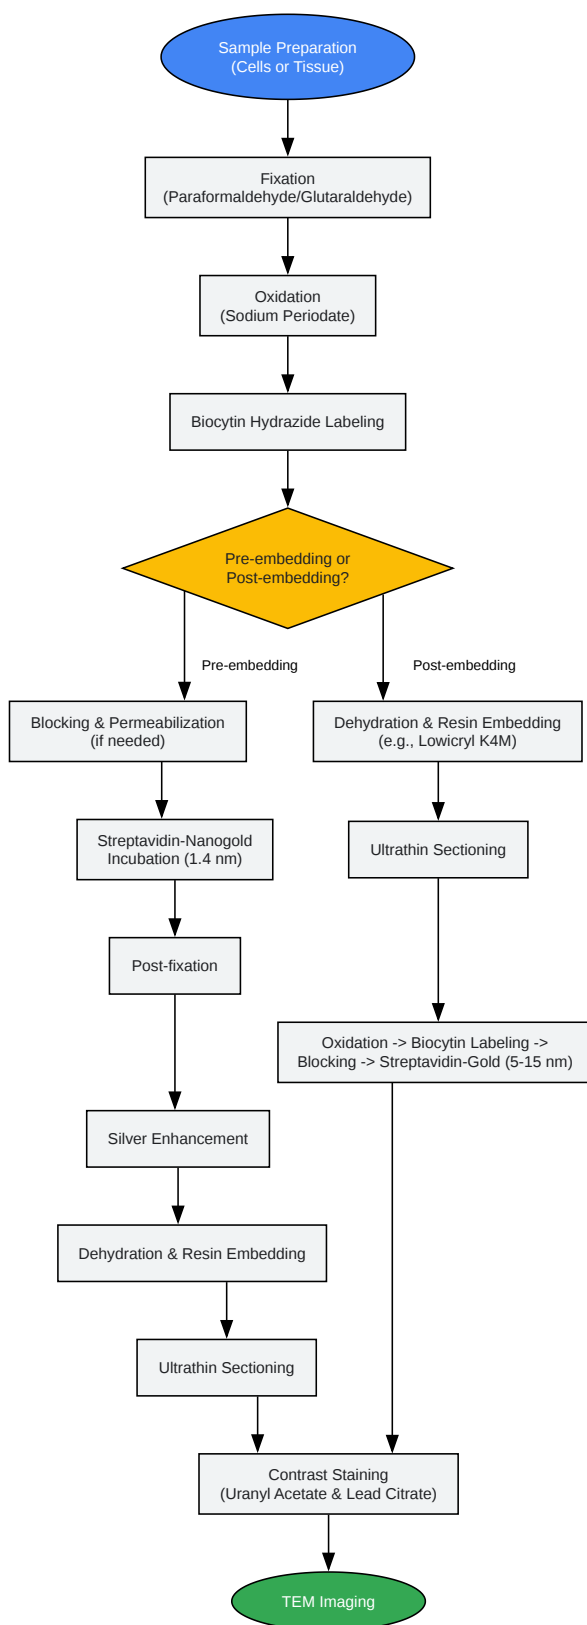 Sample Preparation
(Cells or Tissue)
Fixation
(Paraformaldehyde/Glutaraldehyde)
Oxidation
(Sodium Periodate)
Biocytin Hydrazide Labeling
Pre-embedding or
Post-embedding?
Pre-embedding
Post-embedding
Blocking & Permeabilization
(if needed)
Dehydration & Resin Embedding
(e.g., Lowicryl K4M)
Streptavidin-Nanogold
Incubation (1.4 nm)
Ultrathin Sectioning
Post-fixation
Oxidation -> Biocytin Labeling ->
Blocking -> Streptavidin-Gold (5-15 nm)
Silver Enhancement
Dehydration & Resin Embedding
Ultrathin Sectioning
Contrast Staining
(Uranyl Acetate & Lead Citrate)
TEM Imaging